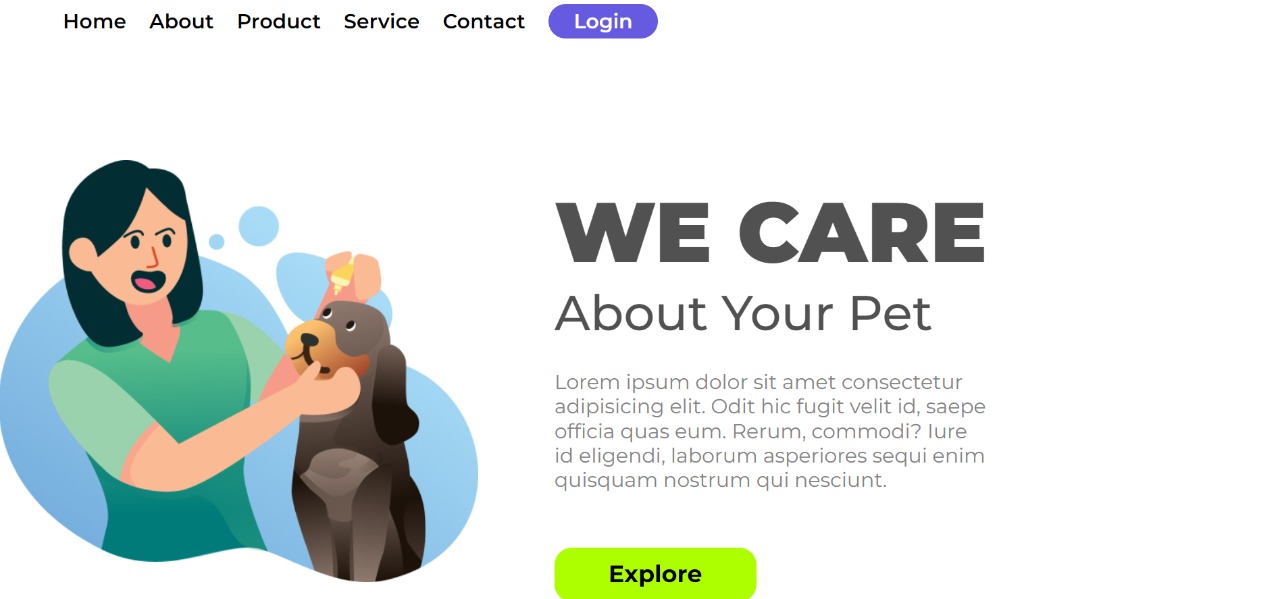 Home About Product Service Contact Login
WE CARE
About Your Pet
Lorem ipsum dolor sit amet consectetur
adipisicing elit. Odit hic fugit velit id, saepe
officia quas eum. Rerum, commodi? Iure
id eligendi, laborum asperiores sequi enim
quisquam nostrum qui nesciunt.
Explore